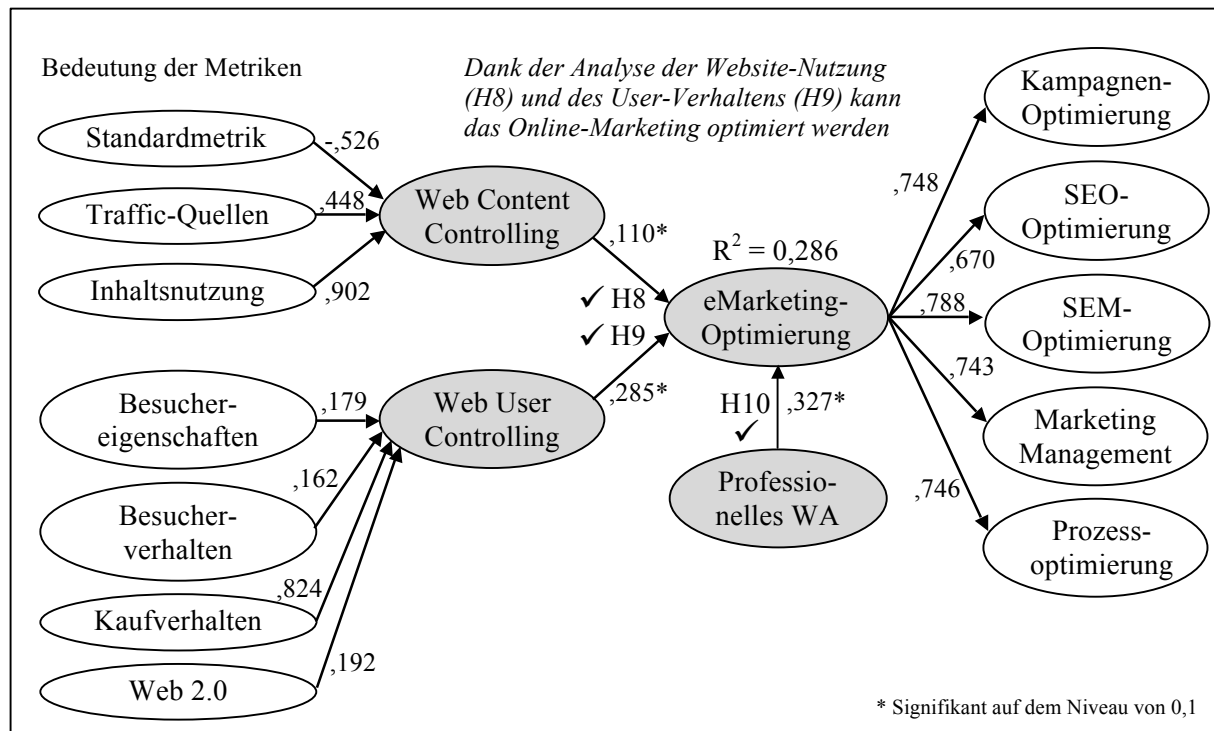 Bedeutung der Metriken
Dank der Analyse der Website-Nutzung
(H8) und des User-Verhaltens (H9) kann
das Online-Marketing optimiert werden
Standardmetrik
-,526
Traffic-Quellen
,448
Inhaltsnutzung
,902
Web Content
Controlling
,110*
✓ H8
✓ H9
Besucher-
eigenschaften
,179
Besucher-
verhalten
,162
Kaufverhalten
,824
Web 2.0
,192
Web User
Controlling
,285*
R² = 0,286
eMarketing-
Optimierung
H10
✓
,327*
Professio-
nelles WA
Kampagnen-
Optimierung
,748
SEO-
Optimierung
,670
SEM-
Optimierung
,788
Marketing
Management
,743
Prozess-
optimierung
,746
* Signifikant auf dem Niveau von 0,1